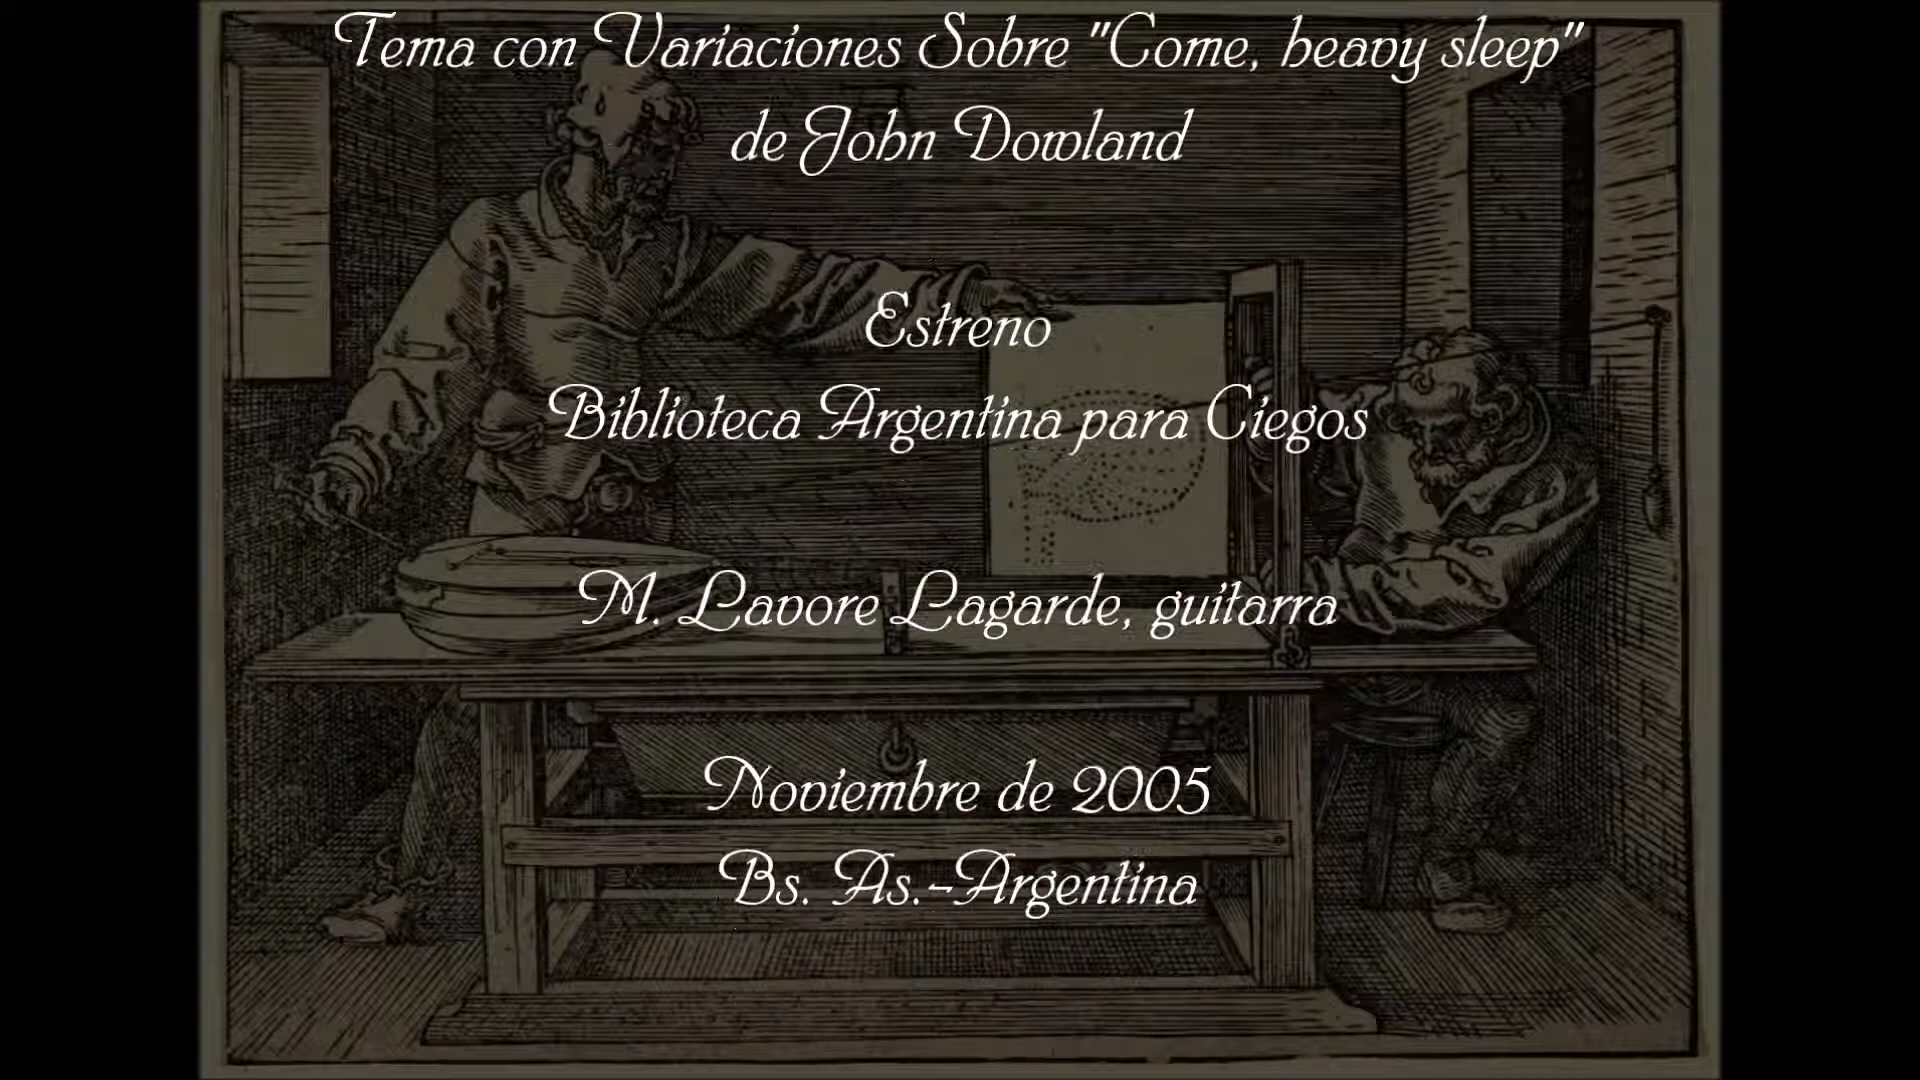 Tema con Variaciones Sobre "Come, heavy sleep"
de John Dowland
Estreno
Biblioteca Argentina para Ciegos
M. Lavore Lagarde, guitarra
Noviembre de 2005
Bs. As.-Argentina